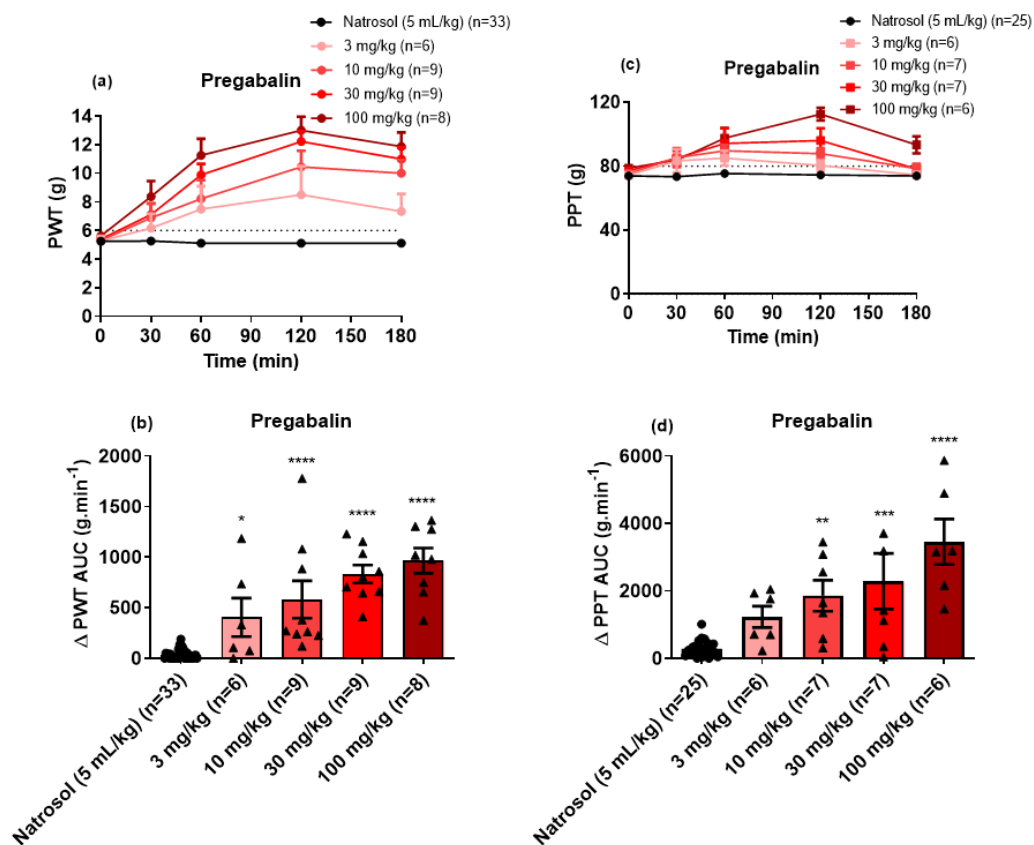 Natrosol (5 mL/kg) (n=33)
3 mg/kg (n=6)
10 mg/kg (n=9)
30 mg/kg (n=9)
100 mg/kg (n=8)
(a)
Pregabalin
14
12
10
8
6
4
2
0
PWT (g)
0 30 60 90 120 150 180
Time (min)
Natrosol (5 mL/kg) (n=25)
3 mg/kg (n=6)
10 mg/kg (n=7)
30 mg/kg (n=7)
100 mg/kg (n=6)
(c)
Pregabalin
120
80
40
0
PPT (g)
0 30 60 90 120 150 180
Time (min)
(b)
Pregabalin
2000
1500
1000
500
0
Δ PWT AUC (g.min⁻¹)
*
****
****
****
Natrosol (5 mL/kg) (n=33)
3 mg/kg (n=6)
10 mg/kg (n=9)
30 mg/kg (n=9)
100 mg/kg (n=8)
(d)
Pregabalin
6000
4000
2000
0
Δ PPT AUC (g.min⁻¹)
**
***
****
Natrosol (5 mL/kg) (n=25)
3 mg/kg (n=6)
10 mg/kg (n=7)
30 mg/kg (n=7)
100 mg/kg (n=6)